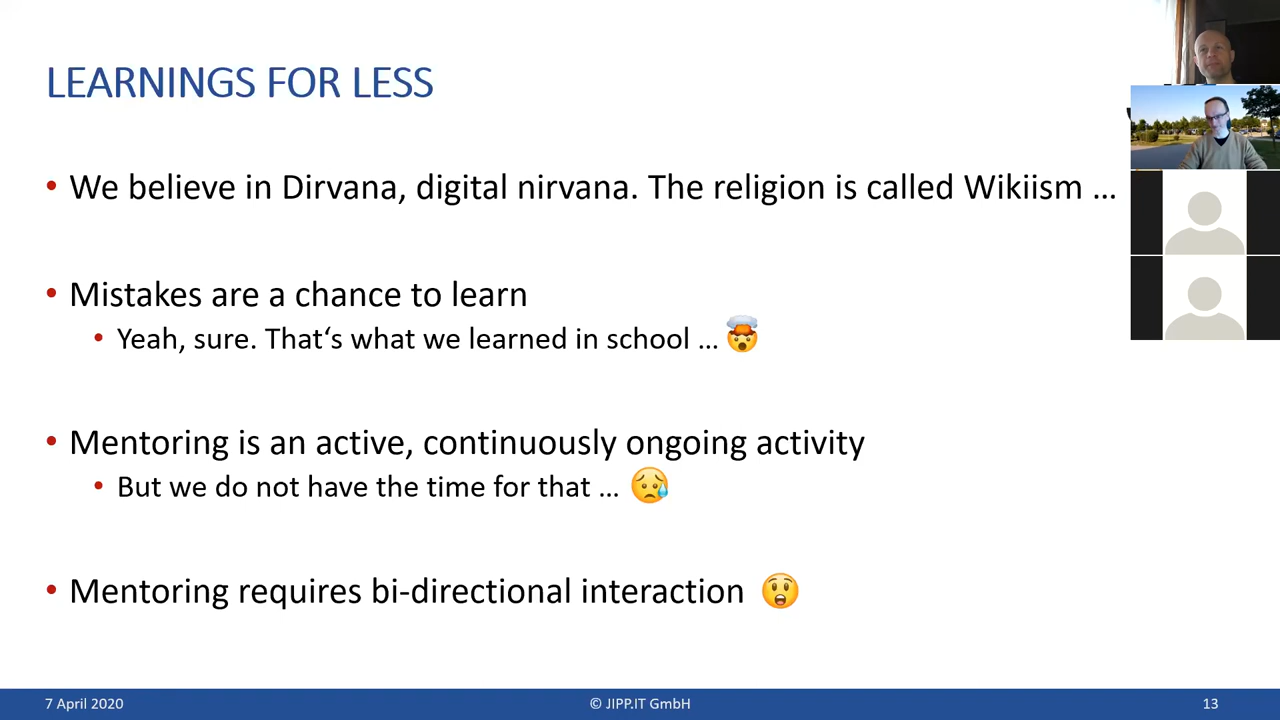 LEARNINGS FOR LESS
• We believe in Dirvana, digital nirvana. The religion is called Wikiism …
• Mistakes are a chance to learn
• Yeah, sure. That‘s what we learned in school … 🤯
• Mentoring is an active, continuously ongoing activity
• But we do not have the time for that … 😥
• Mentoring requires bi-directional interaction 😲
7 April 2020
© JIPP.IT GmbH
13